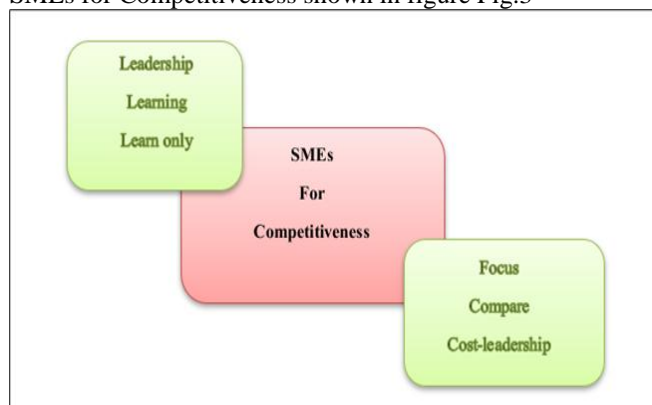 SMEs for Competitiveness shown in figure Fig.3
Leadership
Learning
Learn only
SMEs
For
Competitiveness
Focus
Compare
Cost-leadership